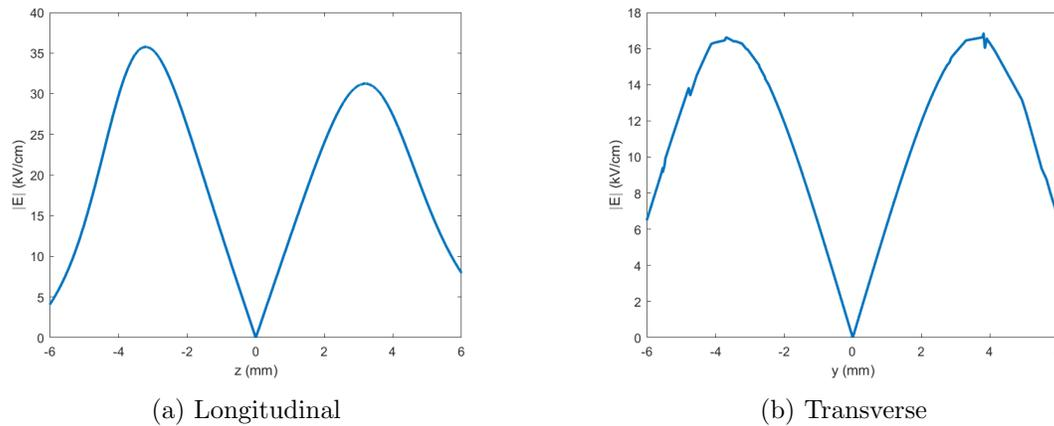 40
35
30
25
20
15
10
5
0
|E| (kV/cm)
-6 -4 -2 0 2 4 6
z (mm)
(a) Longitudinal
18
16
14
12
10
8
6
4
2
0
|E| (kV/cm)
-6 -4 -2 0 2 4
y (mm)
(b) Transverse